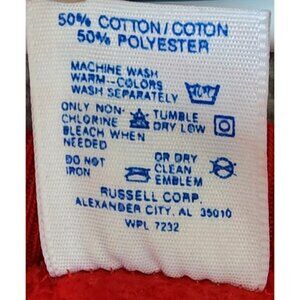 50% COTTON/COTON
50% POLYESTER
MACHINE WASH
WARM-COLORS
WASH SEPARATELY
ONLY NON- TUMBLE
CHLORINE DRY LOW
BLEACH WHEN
NEEDED
DO NOT OR DRY
IRON CLEAN
EMBLEM
RUSSELL CORP.
ALEXANDER CITY, AL 35010
WPL 7232